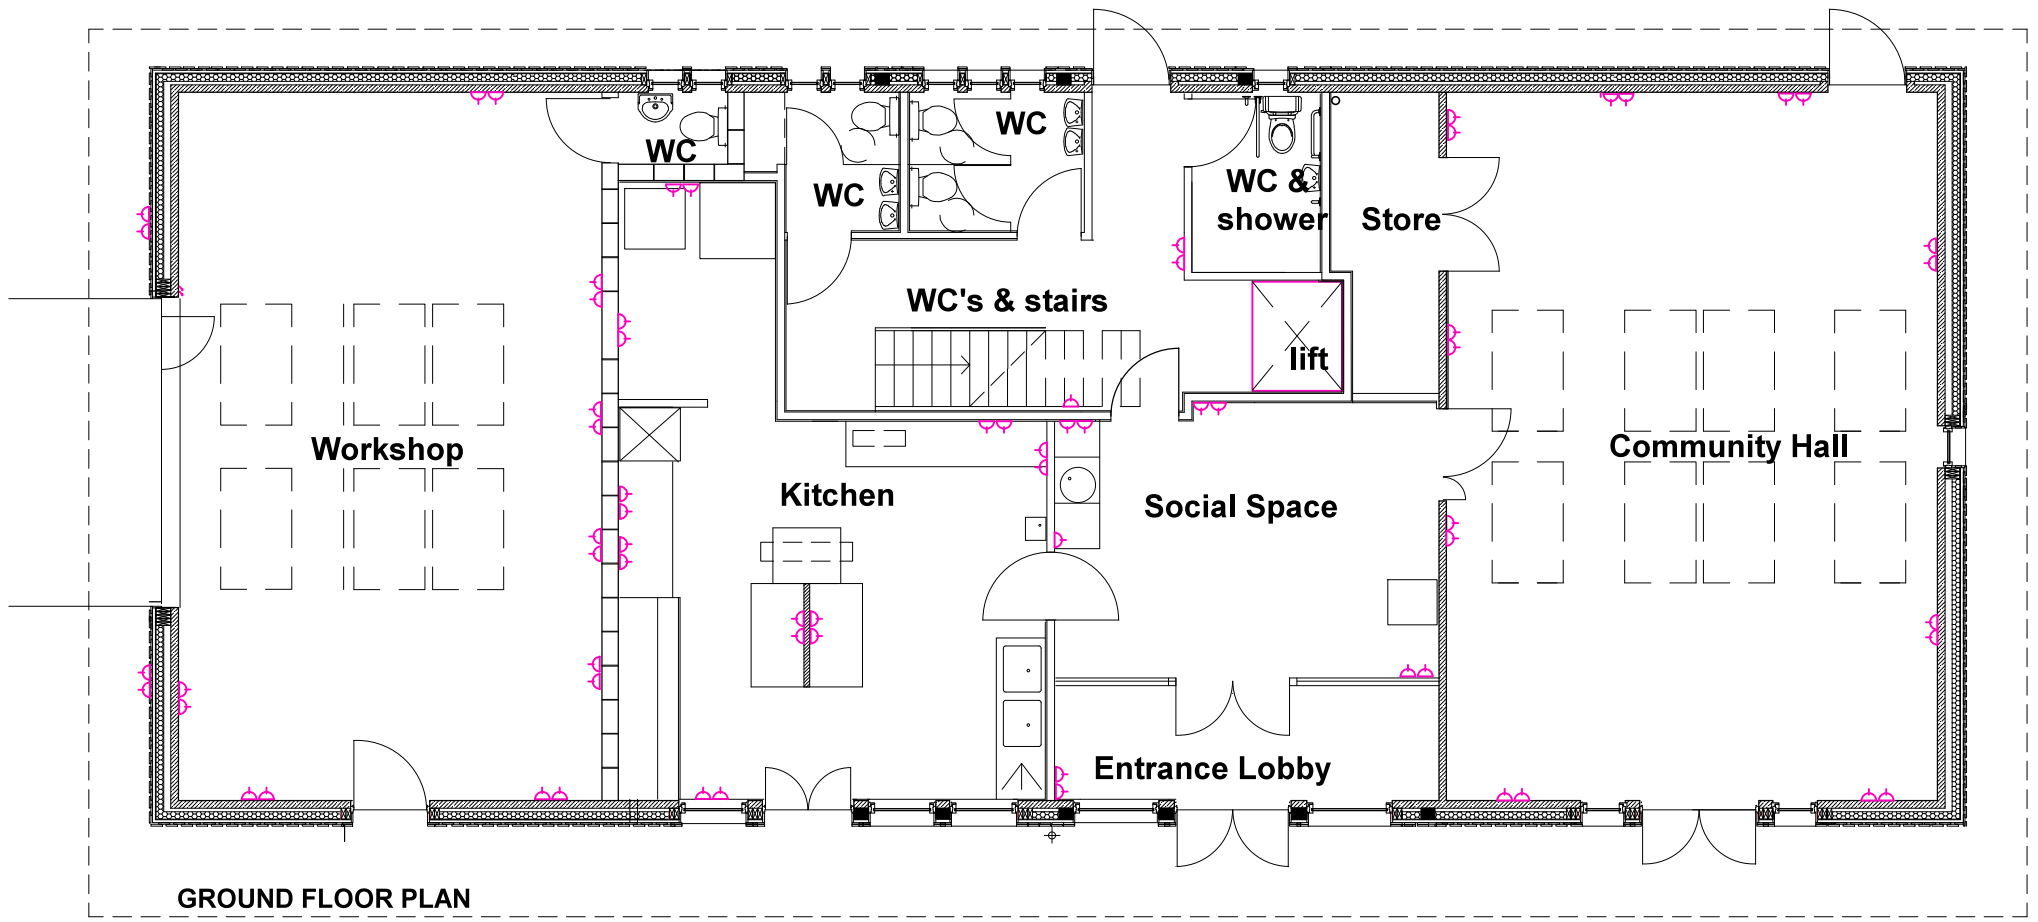 WC
WC
WC
WC &
shower
Store
WC's & stairs
lift
Workshop
Community Hall
Kitchen
Social Space
Entrance Lobby
GROUND FLOOR PLAN